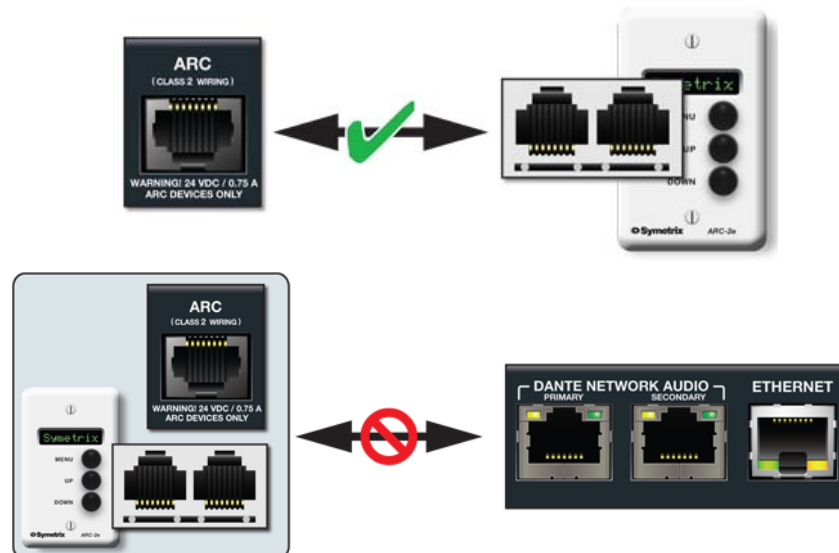 ARC
(CLASS 2 WIRING)
WARNING! 24 VDC / 0.75 A
ARC DEVICES ONLY
etrix
NU
UP
DOWN
Symetrix ARC-2e
ARC
(CLASS 2 WIRING)
WARNING! 24 VDC / 0.75 A
ARC DEVICES ONLY
Symetrix
MENU
UP
DOWN
Symetrix ARC-2e
DANTE NETWORK AUDIO
PRIMARY SECONDARY
ETHERNET